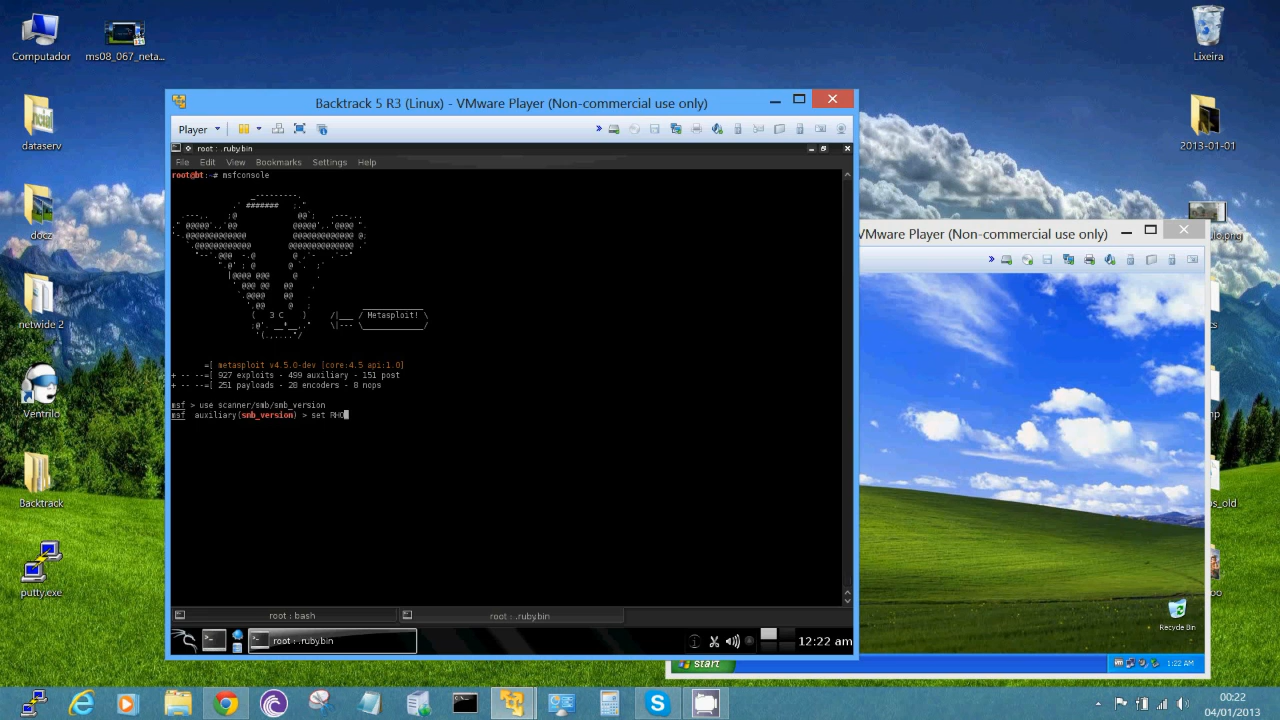 Computador
ms08_067_neta...
Lixeira
dataserv
2013-01-01
docz
netwide 2
Ventrilo
Backtrack
putty.exe
Backtrack 5 R3 (Linux) - VMware Player (Non-commercial use only)
Player
root : .ruby.bin
File Edit View Bookmarks Settings Help
root@bt:~# msfconsole
3 C
Metasploit!
=[ metasploit v4.5.0-dev [core:4.5 api:1.0]
+ -- --=[ 927 exploits - 499 auxiliary - 151 post
+ -- --=[ 251 payloads - 28 encoders - 8 nops
msf > use scanner/smb/smb_version
msf auxiliary(smb_version) > set RHO
root : bash
root : .ruby.bin
root : .ruby.bin
12:22 am
VMware Player (Non-commercial use only)
Recycle Bin
start
1:22 AM
00:22
04/01/2013